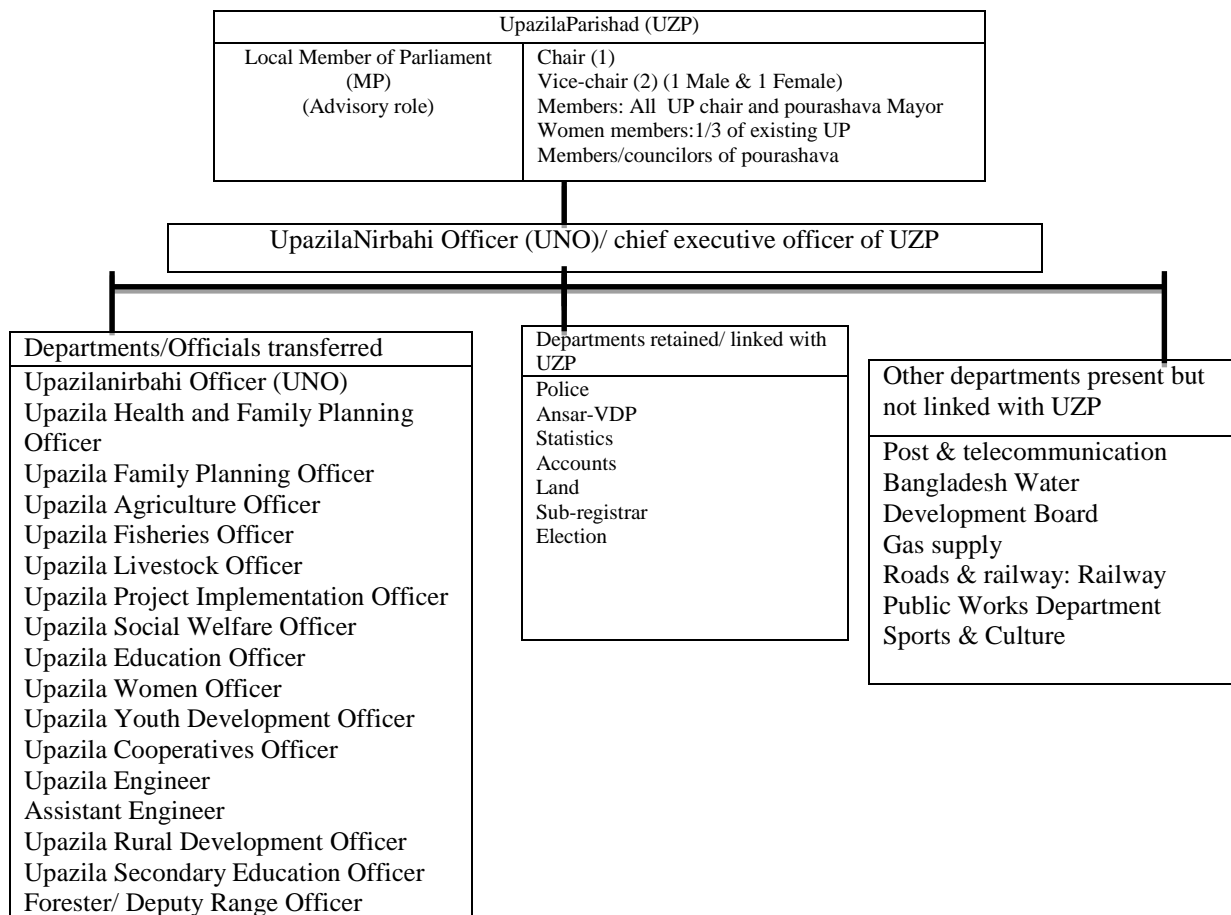 UpazilaParishad (UZP)
Local Member of Parliament
(MP)
(Advisory role)
Chair (1)
Vice-chair (2) (1 Male & 1 Female)
Members: All UP chair and pourashava Mayor
Women members:1/3 of existing UP
Members/councilors of pourashava
UpazilaNirbahi Officer (UNO)/ chief executive officer of UZP
Departments/Officials transferred
Upazilanirbahi Officer (UNO)
Upazila Health and Family Planning
Officer
Upazila Family Planning Officer
Upazila Agriculture Officer
Upazila Fisheries Officer
Upazila Livestock Officer
Upazila Project Implementation Officer
Upazila Social Welfare Officer
Upazila Education Officer
Upazila Women Officer
Upazila Youth Development Officer
Upazila Cooperatives Officer
Upazila Engineer
Assistant Engineer
Upazila Rural Development Officer
Upazila Secondary Education Officer
Forester/ Deputy Range Officer
Departments retained/ linked with
UZP
Police
Ansar-VDP
Statistics
Accounts
Land
Sub-registrar
Election
Other departments present but
not linked with UZP
Post & telecommunication
Bangladesh Water
Development Board
Gas supply
Roads & railway: Railway
Public Works Department
Sports & Culture